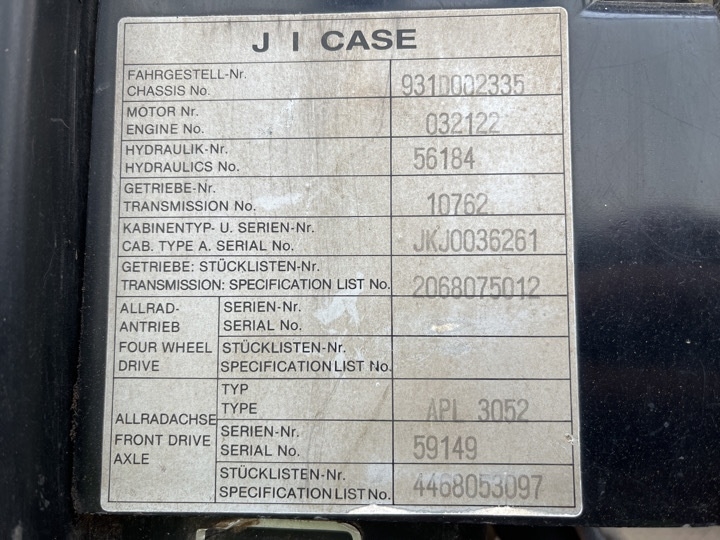 J I CASE
FAHRGESTELL-Nr.
CHASSIS No. 931D002335
MOTOR Nr.
ENGINE No. 032122
HYDRAULIK-Nr.
HYDRAULICS No. 56184
GETRIEBE-Nr.
TRANSMISSION No. 10762
KABINENTYP- U. SERIEN-Nr.
CAB. TYPE A. SERIAL No. JKJ0036261
GETRIEBE: STÜCKLISTEN-Nr.
TRANSMISSION: SPECIFICATION LIST No. 2068075012
ALLRAD-
ANTRIEB
FOUR WHEEL
DRIVE
SERIEN-Nr.
SERIAL No.
STÜCKLISTEN-Nr.
SPECIFICATION LIST No.
ALLRADACHSE
FRONT DRIVE
AXLE
TYP
TYPE APL 3052
SERIEN-Nr.
SERIAL No. 59149
STÜCKLISTEN-Nr.
SPECIFICATION LIST No. 4468053097